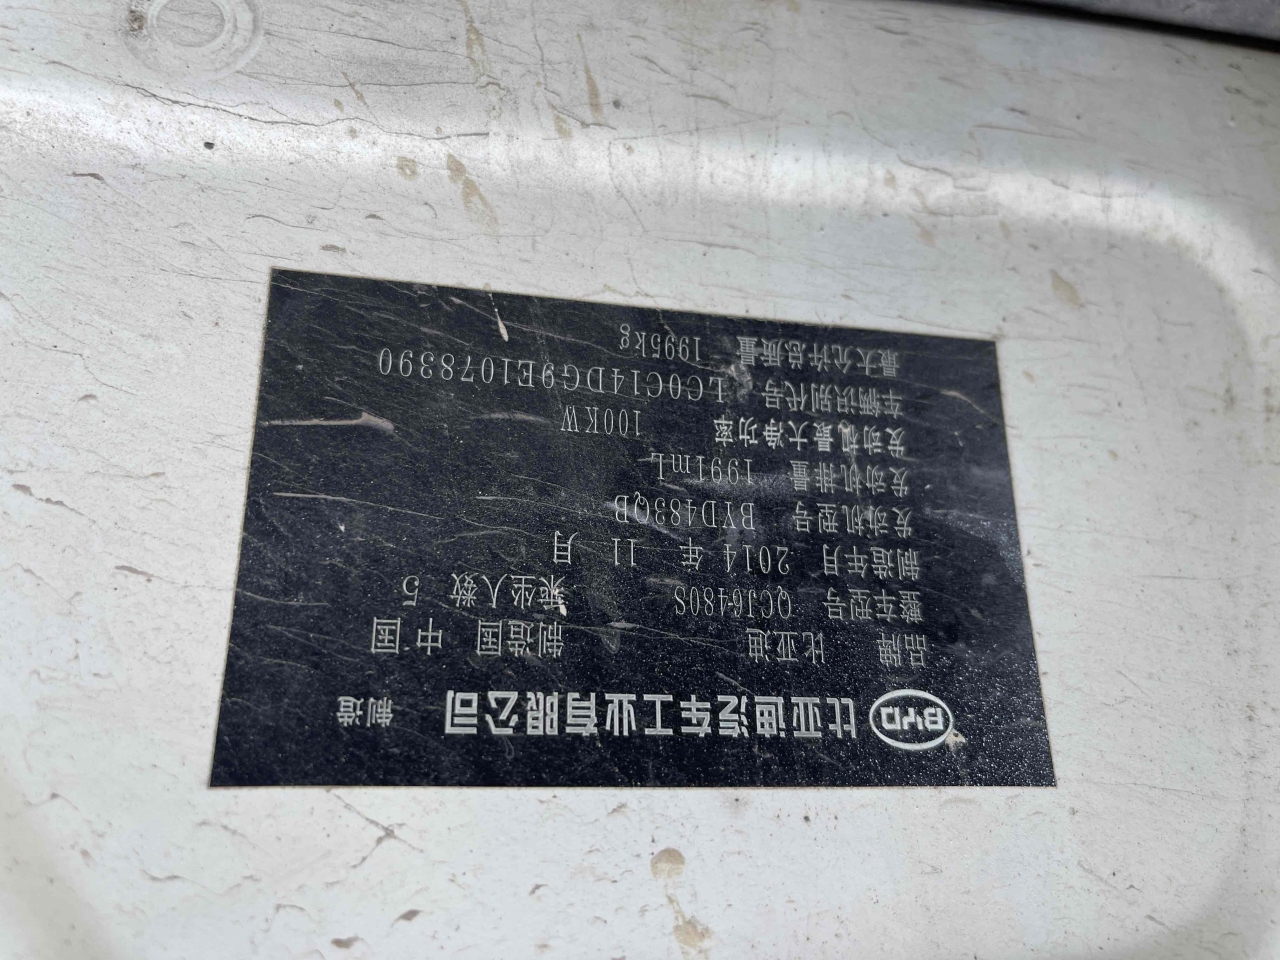 BYD 比亚迪汽车工业有限公司 制造
品牌 比亚迪 制造国 中国
整车型号 QCJ6480S 乘坐人数 5
制造年月 2014 年 11 月
发动机型号 BYD483QB
发动机排量 1991mL
发动机最大净功率 100KW
车辆识别代号 LC0C14DG9E1078390
最大允许总质量 1995kg